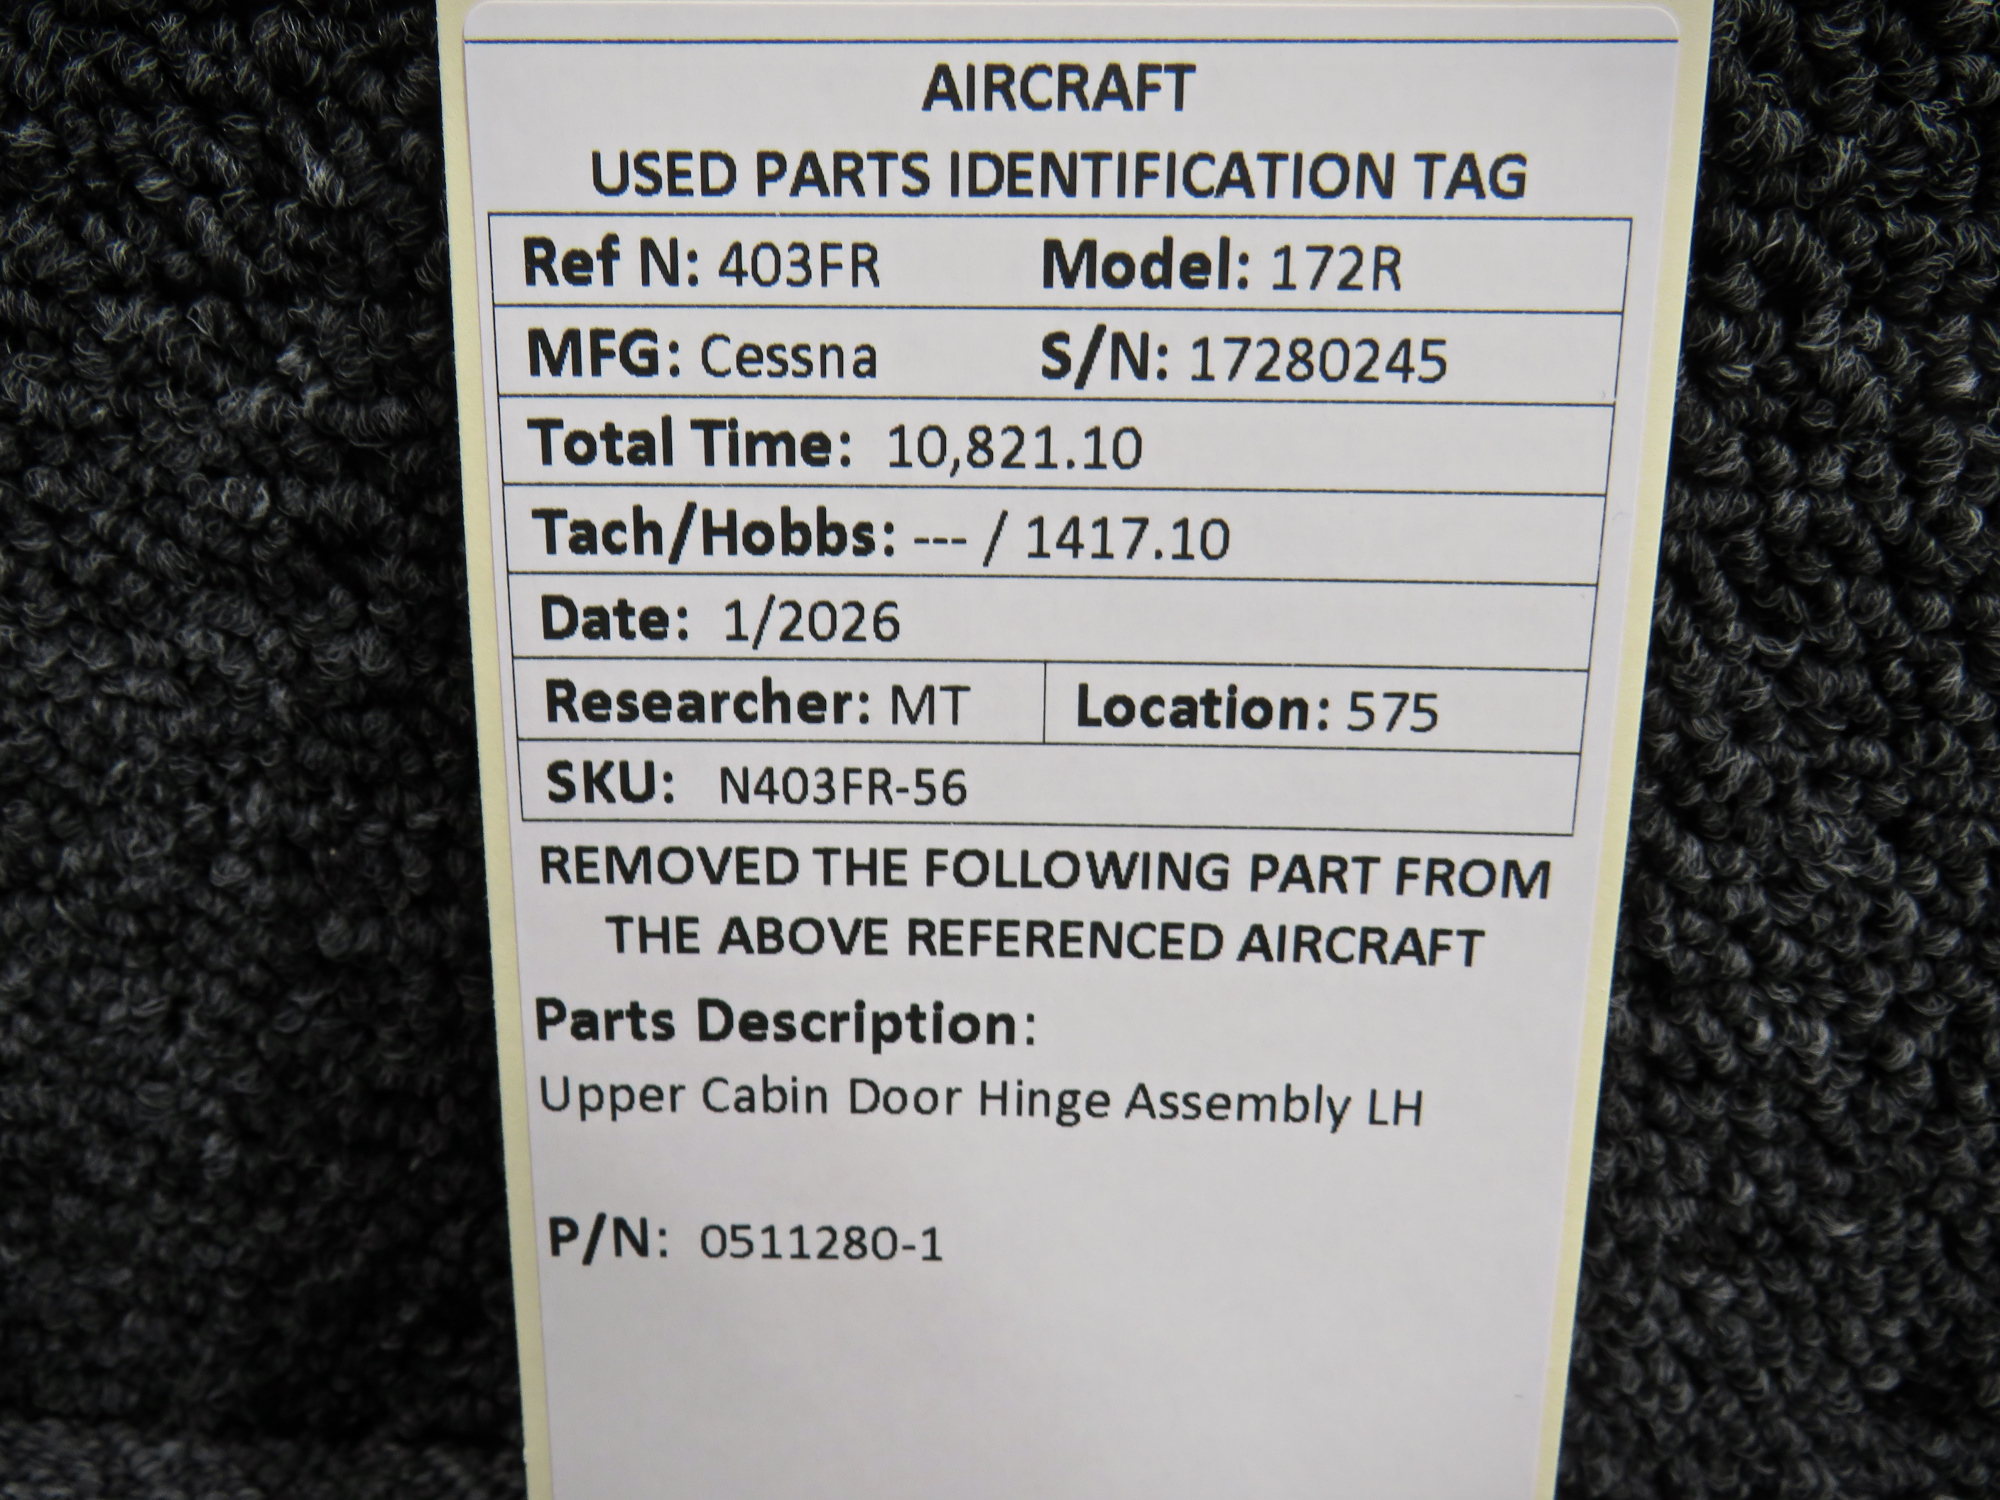 AIRCRAFT
USED PARTS IDENTIFICATION TAG
Ref N: 403FR Model: 172R
MFG: Cessna S/N: 17280245
Total Time: 10,821.10
Tach/Hobbs: --- / 1417.10
Date: 1/2026
Researcher: MT Location: 575
SKU: N403FR-56
REMOVED THE FOLLOWING PART FROM
THE ABOVE REFERENCED AIRCRAFT
Parts Description:
Upper Cabin Door Hinge Assembly LH
P/N: 0511280-1